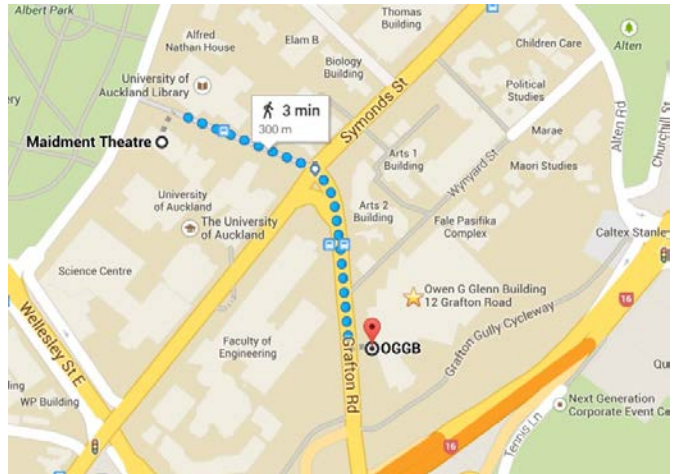 Albert Park
Alfred
Nathan House
Elam B
Thomas
Building
Biology
Building
Children Care
Alten
University of
Auckland Library
3 min
300 m
Symonds St
Political
Studies
Alten Rd
Churchill St
Maidment Theatre
Arts 1
Building
Wynyard St
Marae
Maori Studies
University
of Auckland
The University
of Auckland
Arts 2
Building
Fale Pasifika
Complex
Caltex Stanley
Science Centre
Owen G Glenn Building
12 Grafton Road
16
Wellesley St E
Faculty of
Engineering
OGGB
Grafton Rd
Grafton Gully Cycleway
WP Building
16
Tennis Ln
Next Generation
Corporate Event Ce